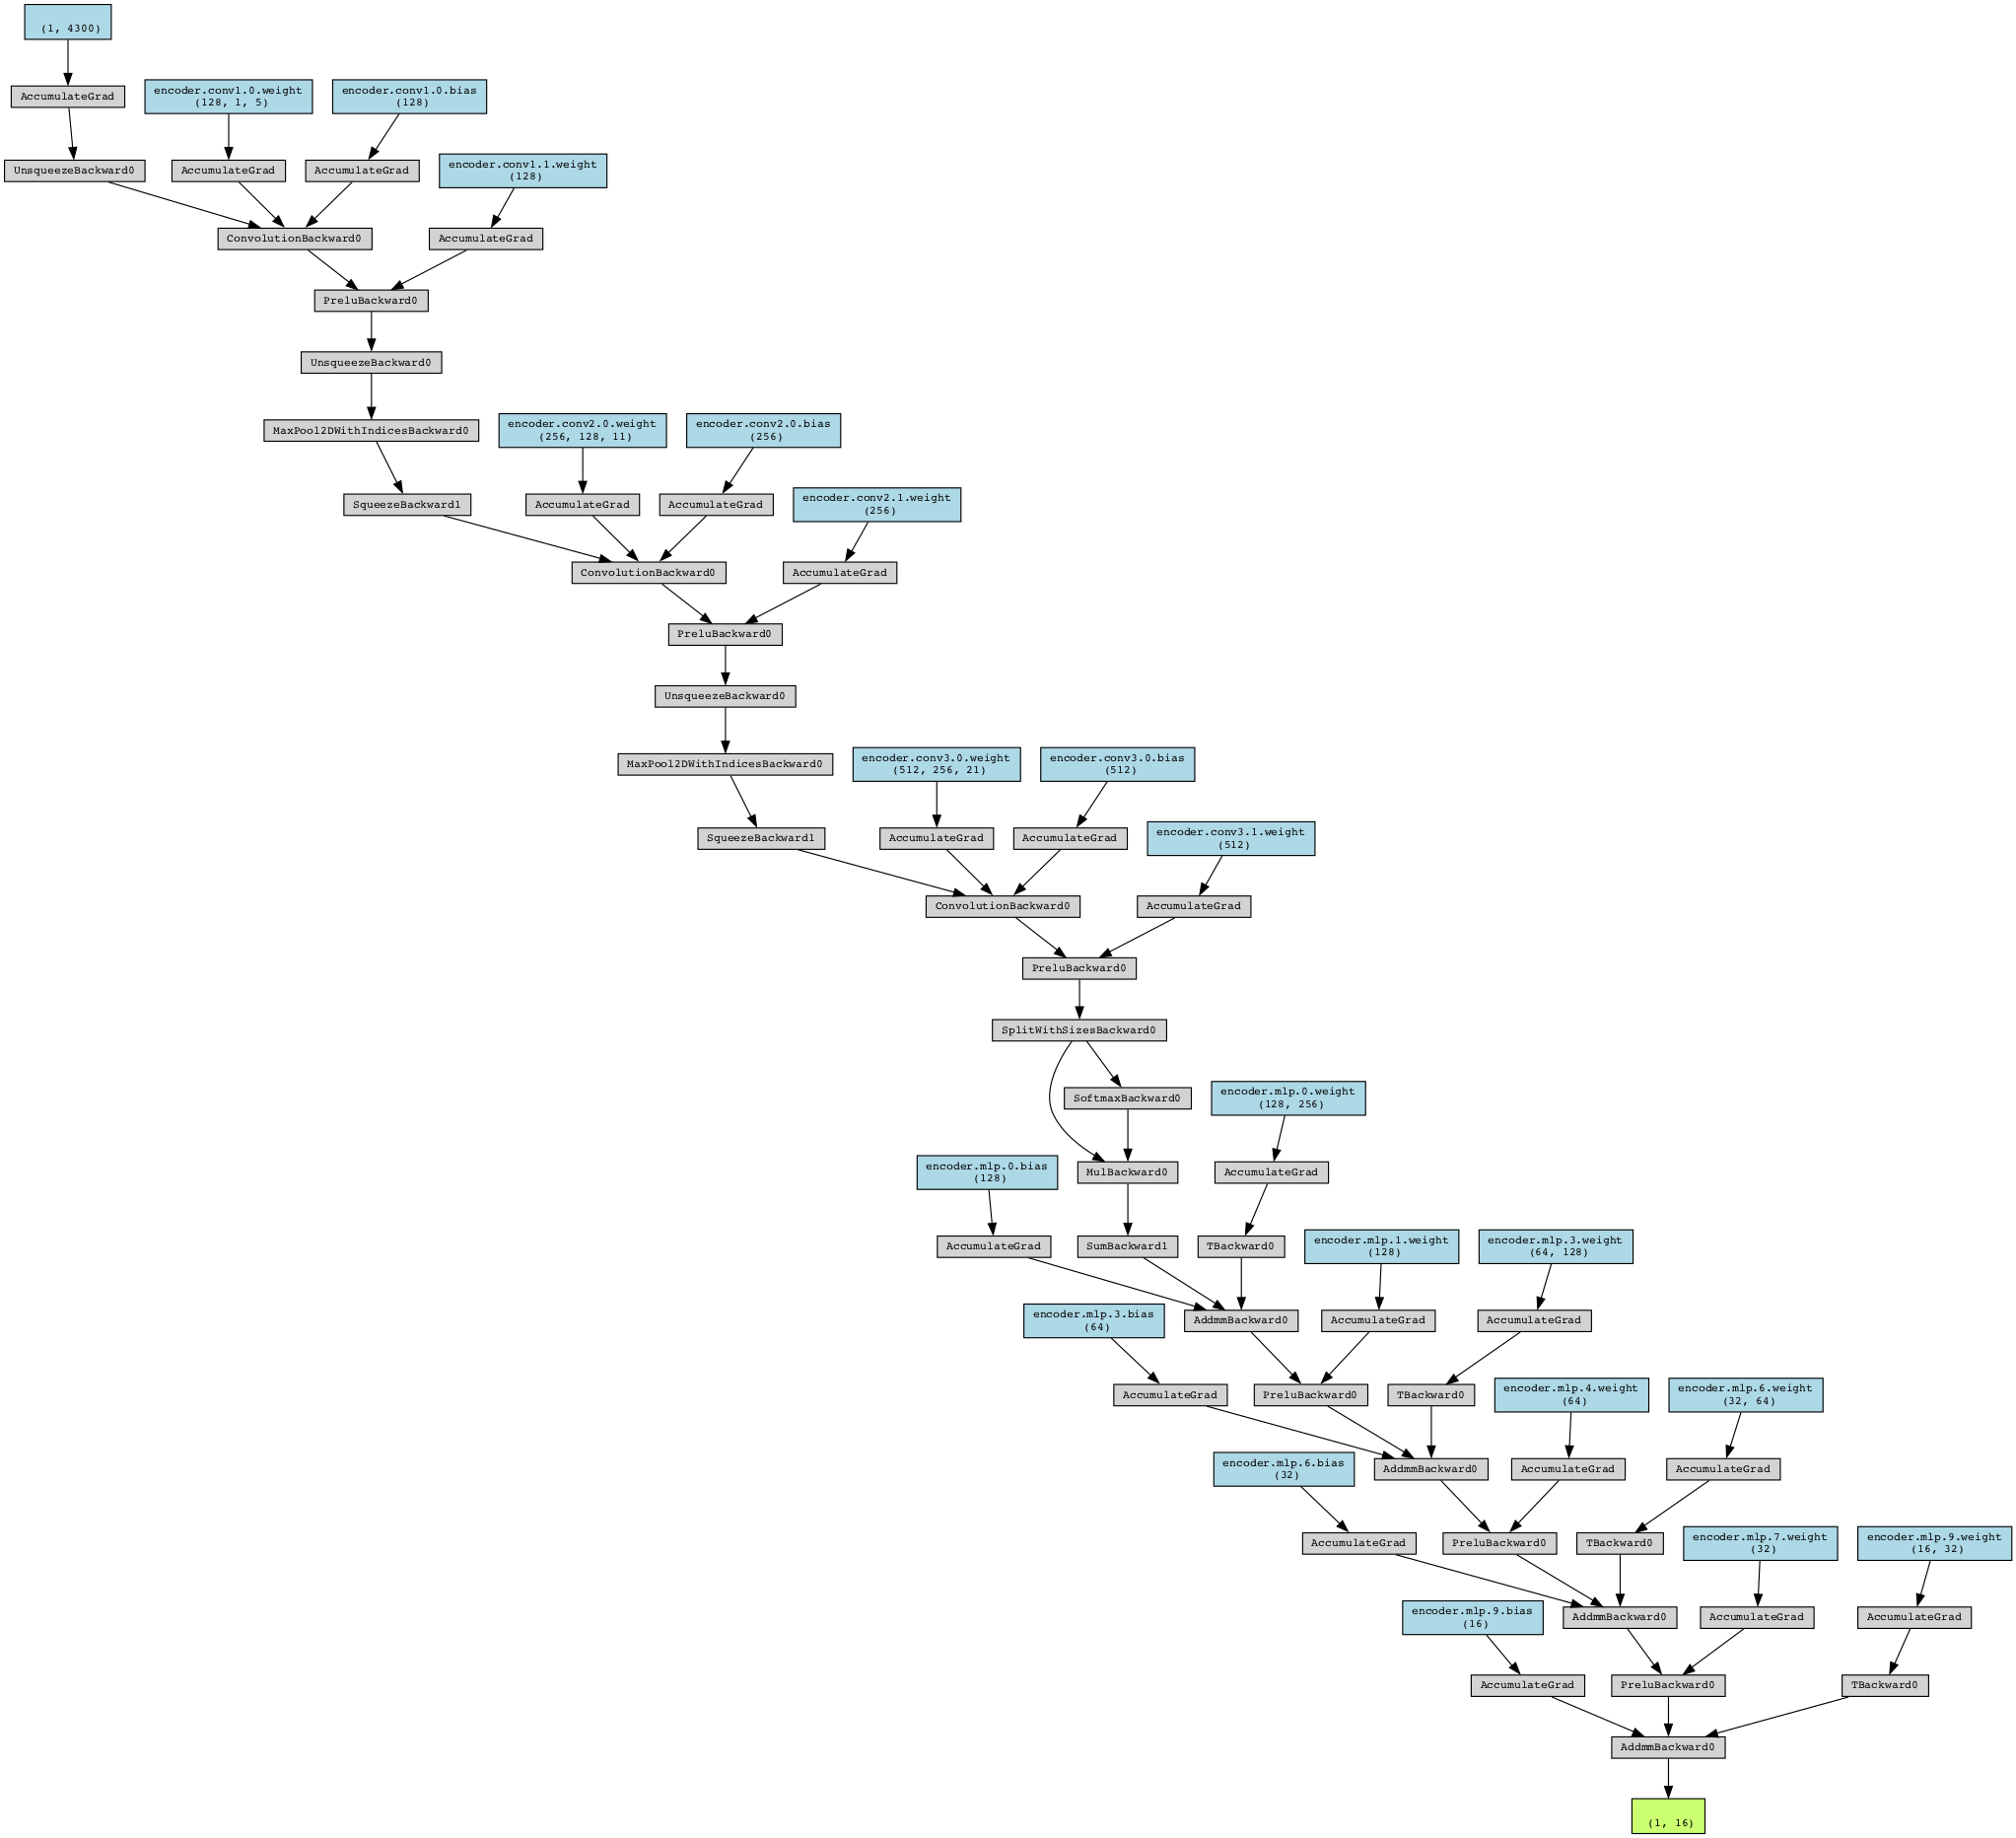 (1, 4300)
encoder.conv1.0.weight
(128, 1, 5)
encoder.conv1.0.bias
(128)
AccumulateGrad
encoder.conv1.1.weight
(128)
UnsqueezeBackward0
AccumulateGrad
AccumulateGrad
ConvolutionBackward0
AccumulateGrad
PreluBackward0
UnsqueezeBackward0
MaxPool2DWithIndicesBackward0
encoder.conv2.0.weight
(256, 128, 11)
encoder.conv2.0.bias
(256)
SqueezeBackward1
AccumulateGrad
AccumulateGrad
encoder.conv2.1.weight
(256)
ConvolutionBackward0
AccumulateGrad
PreluBackward0
UnsqueezeBackward0
MaxPool2DWithIndicesBackward0
encoder.conv3.0.weight
(512, 256, 21)
encoder.conv3.0.bias
(512)
SqueezeBackward1
AccumulateGrad
AccumulateGrad
encoder.conv3.1.weight
(512)
ConvolutionBackward0
AccumulateGrad
PreluBackward0
SplitWithSizesBackward0
SoftmaxBackward0
encoder.mlp.0.weight
(128, 256)
encoder.mlp.0.bias
(128)
MulBackward0
AccumulateGrad
AccumulateGrad
SumBackward1
TBackward0
encoder.mlp.1.weight
(128)
encoder.mlp.3.weight
(64, 128)
encoder.mlp.3.bias
(64)
AddmmBackward0
AccumulateGrad
AccumulateGrad
AccumulateGrad
PreluBackward0
TBackward0
encoder.mlp.4.weight
(64)
encoder.mlp.6.weight
(32, 64)
encoder.mlp.6.bias
(32)
AddmmBackward0
AccumulateGrad
AccumulateGrad
AccumulateGrad
PreluBackward0
TBackward0
encoder.mlp.7.weight
(32)
encoder.mlp.9.weight
(16, 32)
encoder.mlp.9.bias
(16)
AddmmBackward0
AccumulateGrad
AccumulateGrad
AccumulateGrad
PreluBackward0
TBackward0
AddmmBackward0
(1, 16)